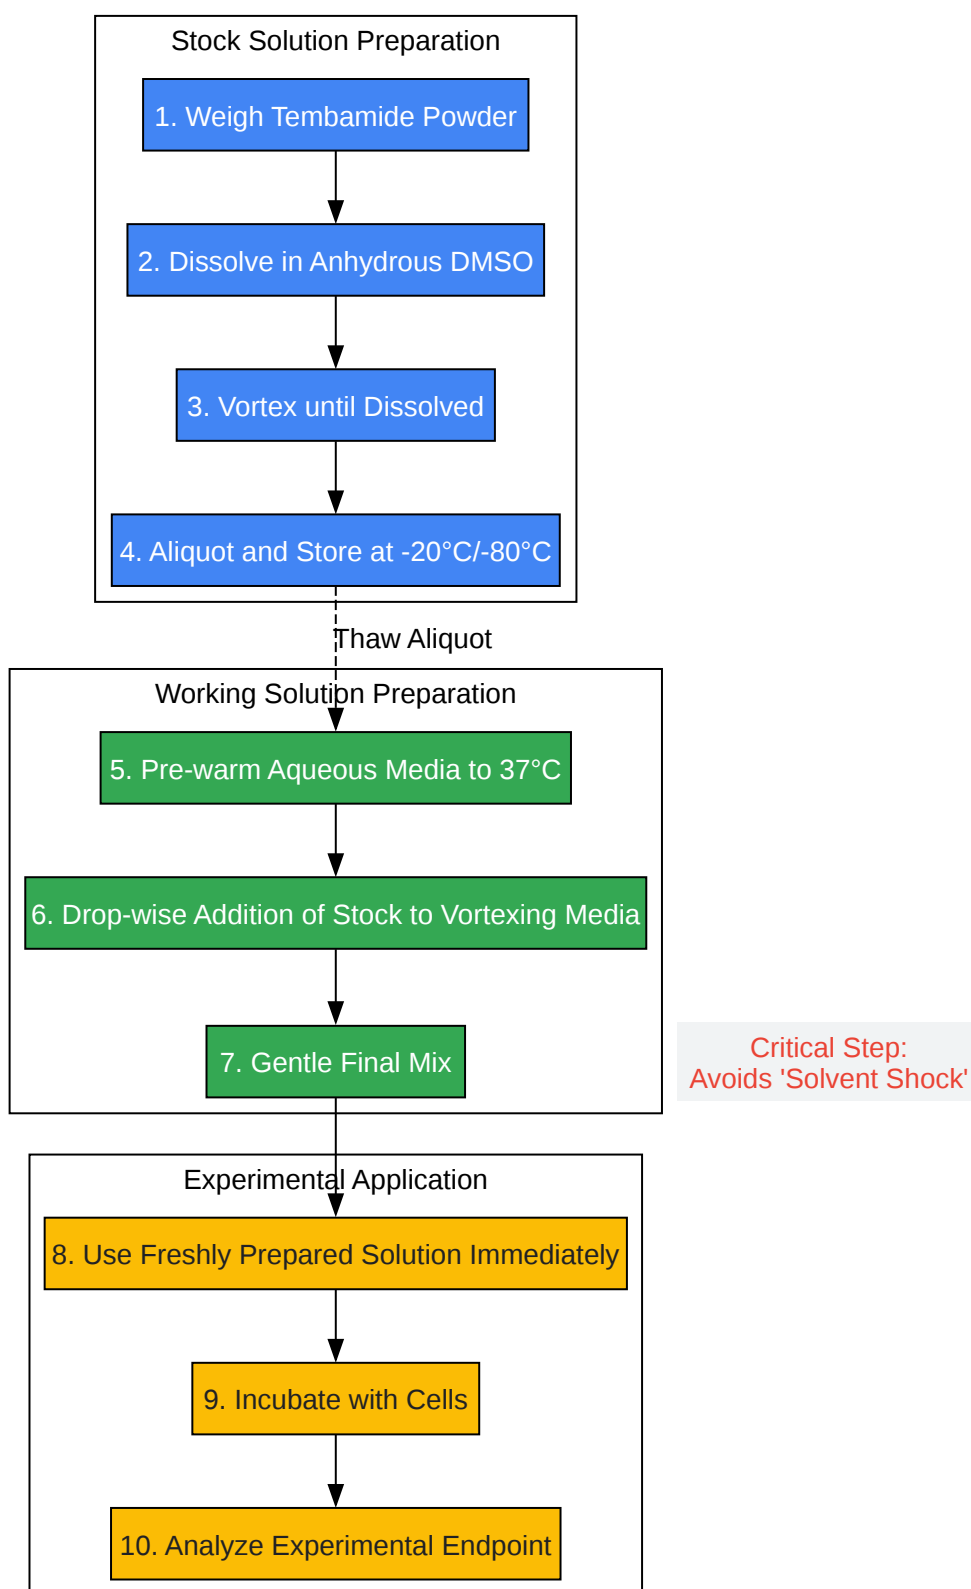 Stock Solution Preparation
1. Weigh Tembamide Powder
2. Dissolve in Anhydrous DMSO
3. Vortex until Dissolved
4. Aliquot and Store at -20°C/-80°C
Thaw Aliquot
Working Solution Preparation
5. Pre-warm Aqueous Media to 37°C
6. Drop-wise Addition of Stock to Vortexing Media
7. Gentle Final Mix
Critical Step:
Avoids 'Solvent Shock'
Experimental Application
8. Use Freshly Prepared Solution Immediately
9. Incubate with Cells
10. Analyze Experimental Endpoint